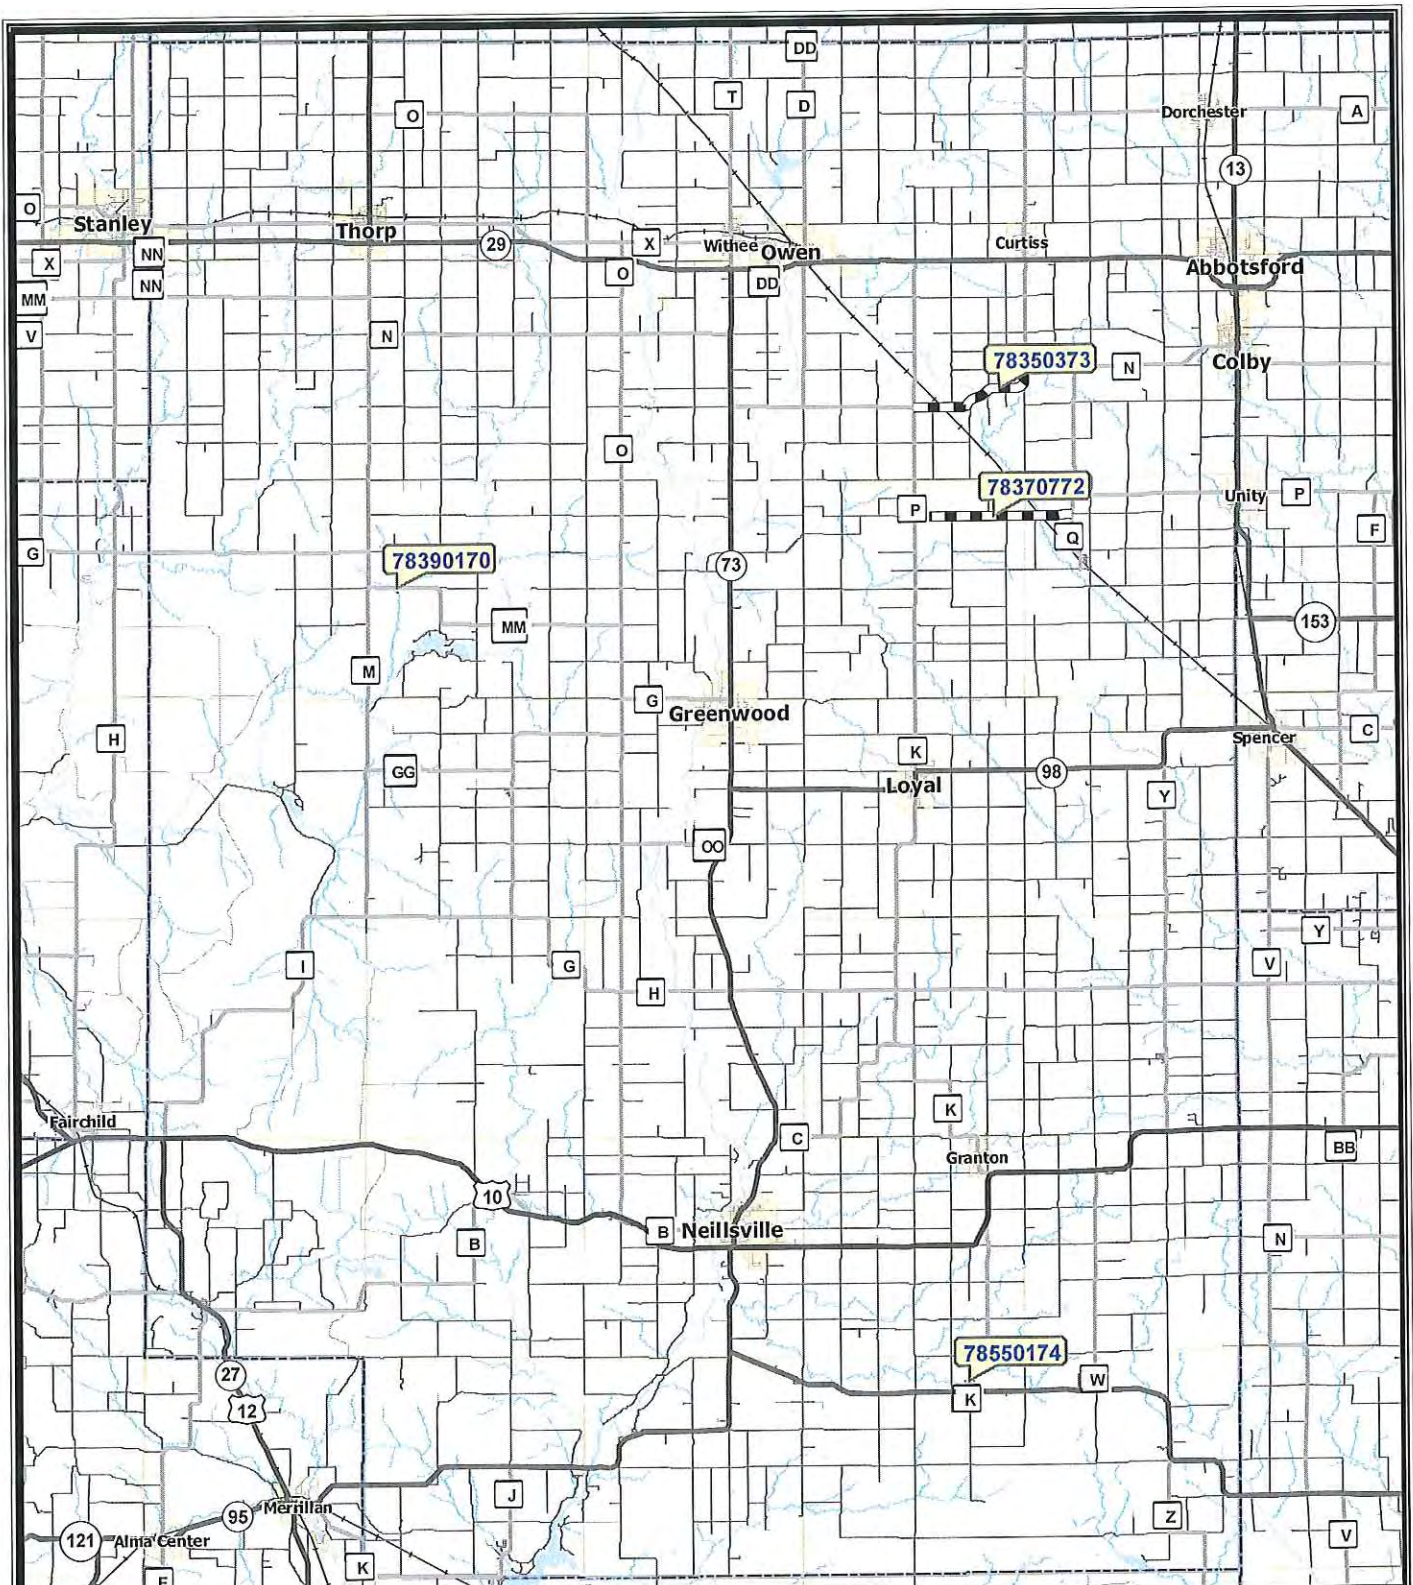 DD
T
D
O
Dorchester
A
13
O
Stanley
Thorp
NN
29
X
Withee
Owen
Curtiss
X
O
Abbotsford
NN
DD
MM
V
N
78350373
N
Colby
O
78370772
Unity
P
P
F
Q
G
78390170
73
MM
153
M
G
Greenwood
H
K
Spencer
C
GG
98
Loyal
Y
OO
Y
I
G
H
V
Fairchild
K
C
Granton
BB
10
B
Neillsville
B
N
78550174
27
W
K
12
J
95
Merrillan
Z
121
Alma Center
V
K
F